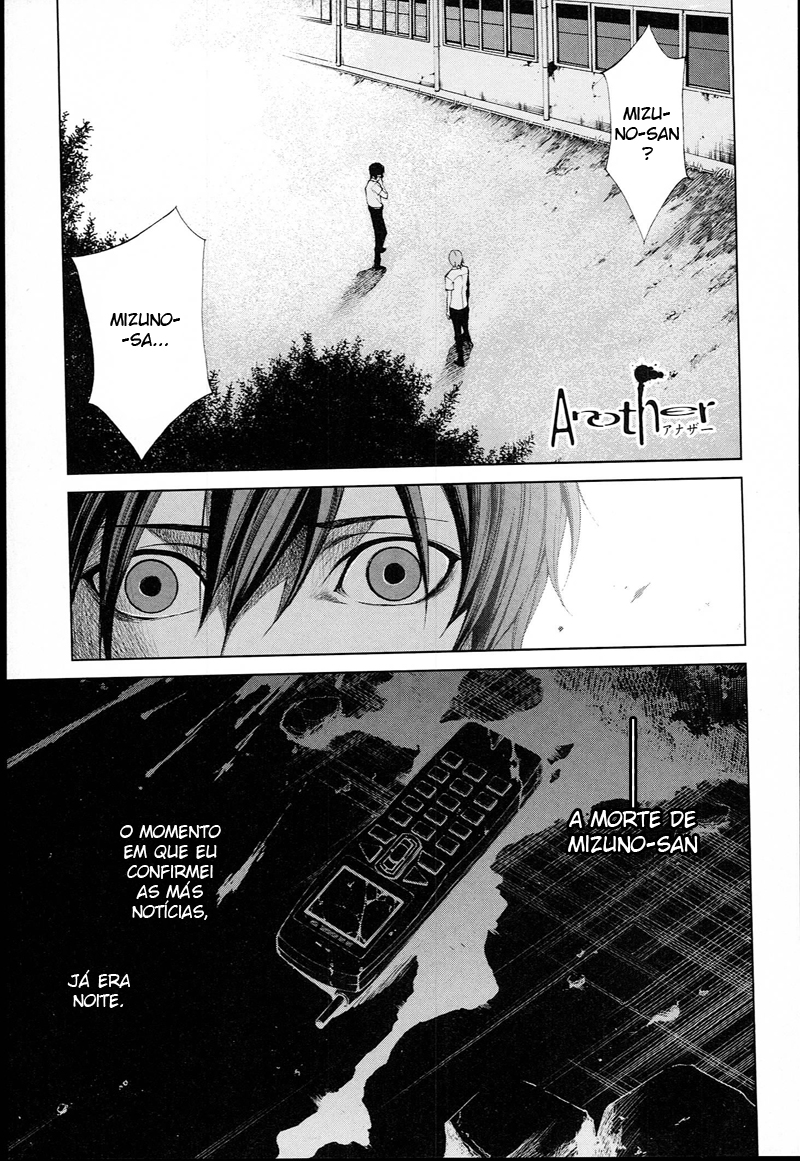 MIZU-
NO-SAN
?
MIZUNO-
-SA...
Another
アナザー
A MORTE DE
MIZUNO-SAN
O MOMENTO
EM QUE EU
CONFIRMEI
AS MÁS
NOTÍCIAS,
JÁ ERA
NOITE.